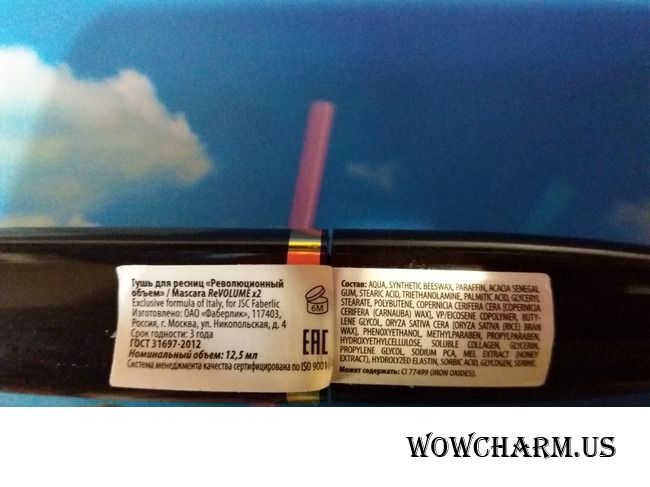 Тушь для ресниц «Революционный
объем» / Mascara ReVOLUME x2
Exclusive formula of Italy, for JSC Faberlic
Изготовлено: ОАО "Фаберлик", 117403,
Россия, г. Москва, ул. Никопольская, д. 4
Срок годности: 3 года
ГОСТ 31697-2012
Номинальный объем: 12,5 мл
Система менеджмента качества сертифицирована по ISO 9001
6M
EAC
Состав: AQUA, SYNTHETIC BEESWAX, PARAFFIN, ACACIA SENEGAL
GUM, STEARIC ACID, TRIETHANOLAMINE, PALMITIC ACID, GLYCERYL
STEARATE, POLYBUTENE, COPERNICIA CERIFERA CERA [COPERNICIA
CERIFERA (CARNAUBA) WAX], VP/EICOSENE COPOLYMER, BUTY-
LENE GLYCOL, ORYZA SATIVA CERA [ORYZA SATIVA (RICE) BRAN
WAX], PHENOXYETHANOL, METHYLPARABEN, PROPYLPARABEN,
HYDROXYETHYLCELLULOSE, SOLUBLE COLLAGEN, GLYCERIN,
PROPYLENE GLYCOL, SODIUM PCA, MEL EXTRACT (HONEY
EXTRACT), HYDROLYZED ELASTIN, SORBIC ACID, GLYCOGEN, SERINE.
Может содержать: CI 77499 (IRON OXIDES).
WOWCHARM.US